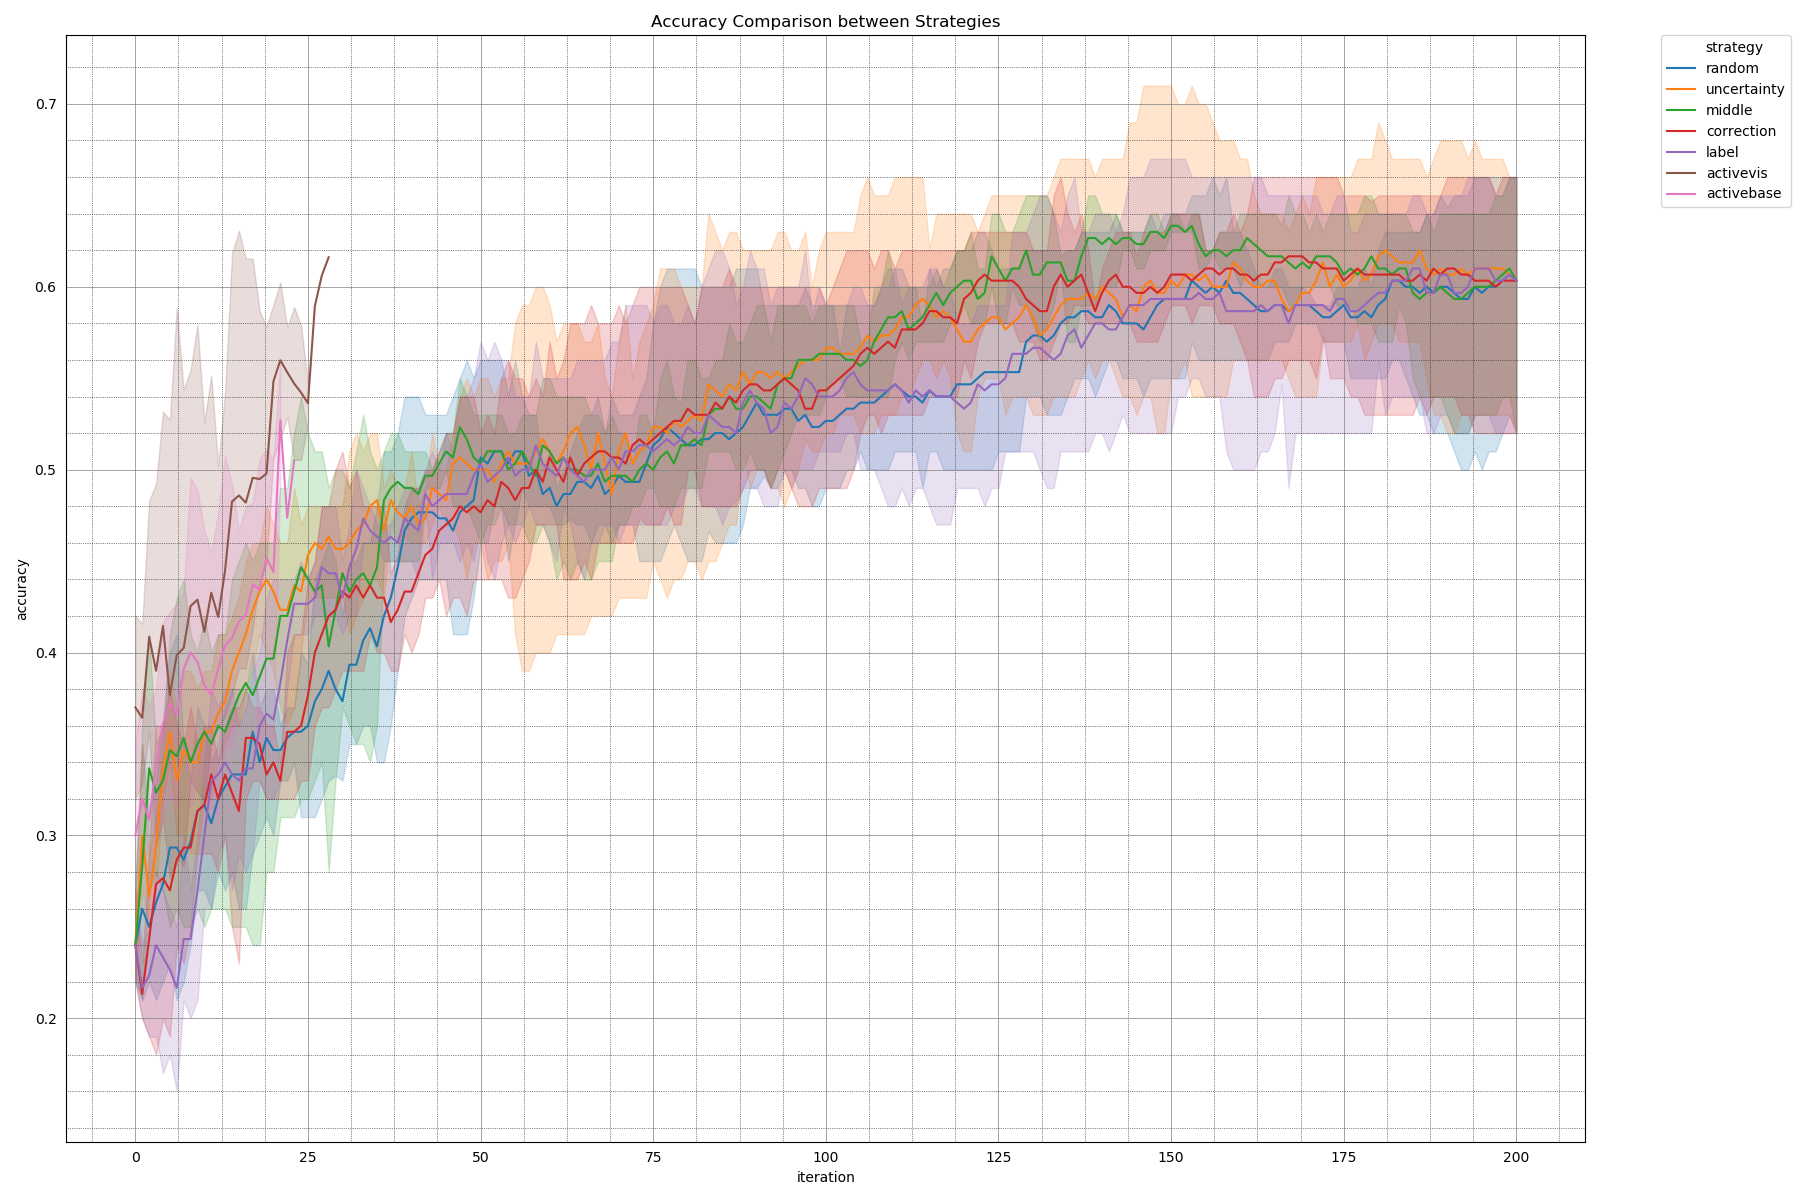 Accuracy Comparison between Strategies
strategy
random
uncertainty
middle
correction
label
activevis
activebase
0.7
0.6
0.5
0.4
0.3
0.2
accuracy
0 25 50 75 100 125 150 175 200
iteration